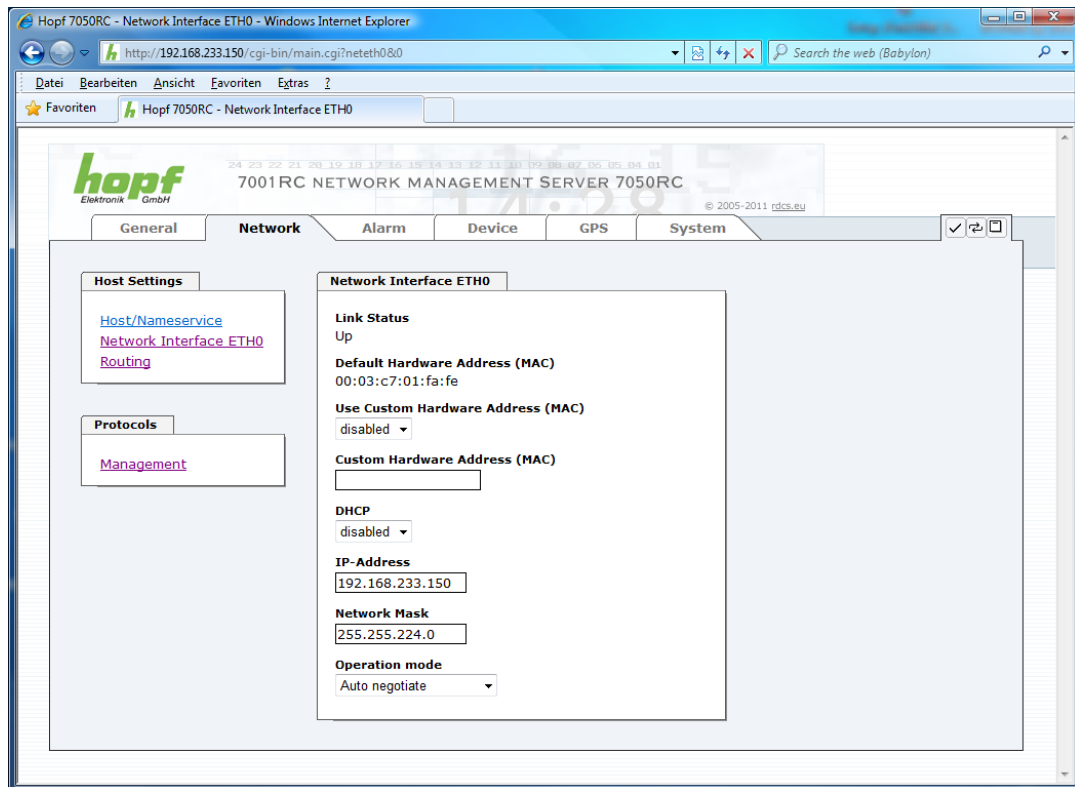 Hopf 7050RC - Network Interface ETH0 - Windows Internet Explorer
http://192.168.233.150/cgi-bin/main.cgi?neteth0&0
Search the web (Babylon)
Datei Bearbeiten Ansicht Favoriten Extras ?
Favoriten
Hopf 7050RC - Network Interface ETH0
hopf
Elektronik GmbH
24 23 22 21 20 19 18 17 16 15 14 13 12 11 10 09 08 07 06 05 04 01
7001RC NETWORK MANAGEMENT SERVER 7050RC
© 2005-2011 rdcs.eu
General Network Alarm Device GPS System
Host Settings
Host/Nameservice
Network Interface ETH0
Routing
Protocols
Management
Network Interface ETH0
Link Status
Up
Default Hardware Address (MAC)
00:03:c7:01:fa:fe
Use Custom Hardware Address (MAC)
disabled
Custom Hardware Address (MAC)
DHCP
disabled
IP-Address
192.168.233.150
Network Mask
255.255.224.0
Operation mode
Auto negotiate